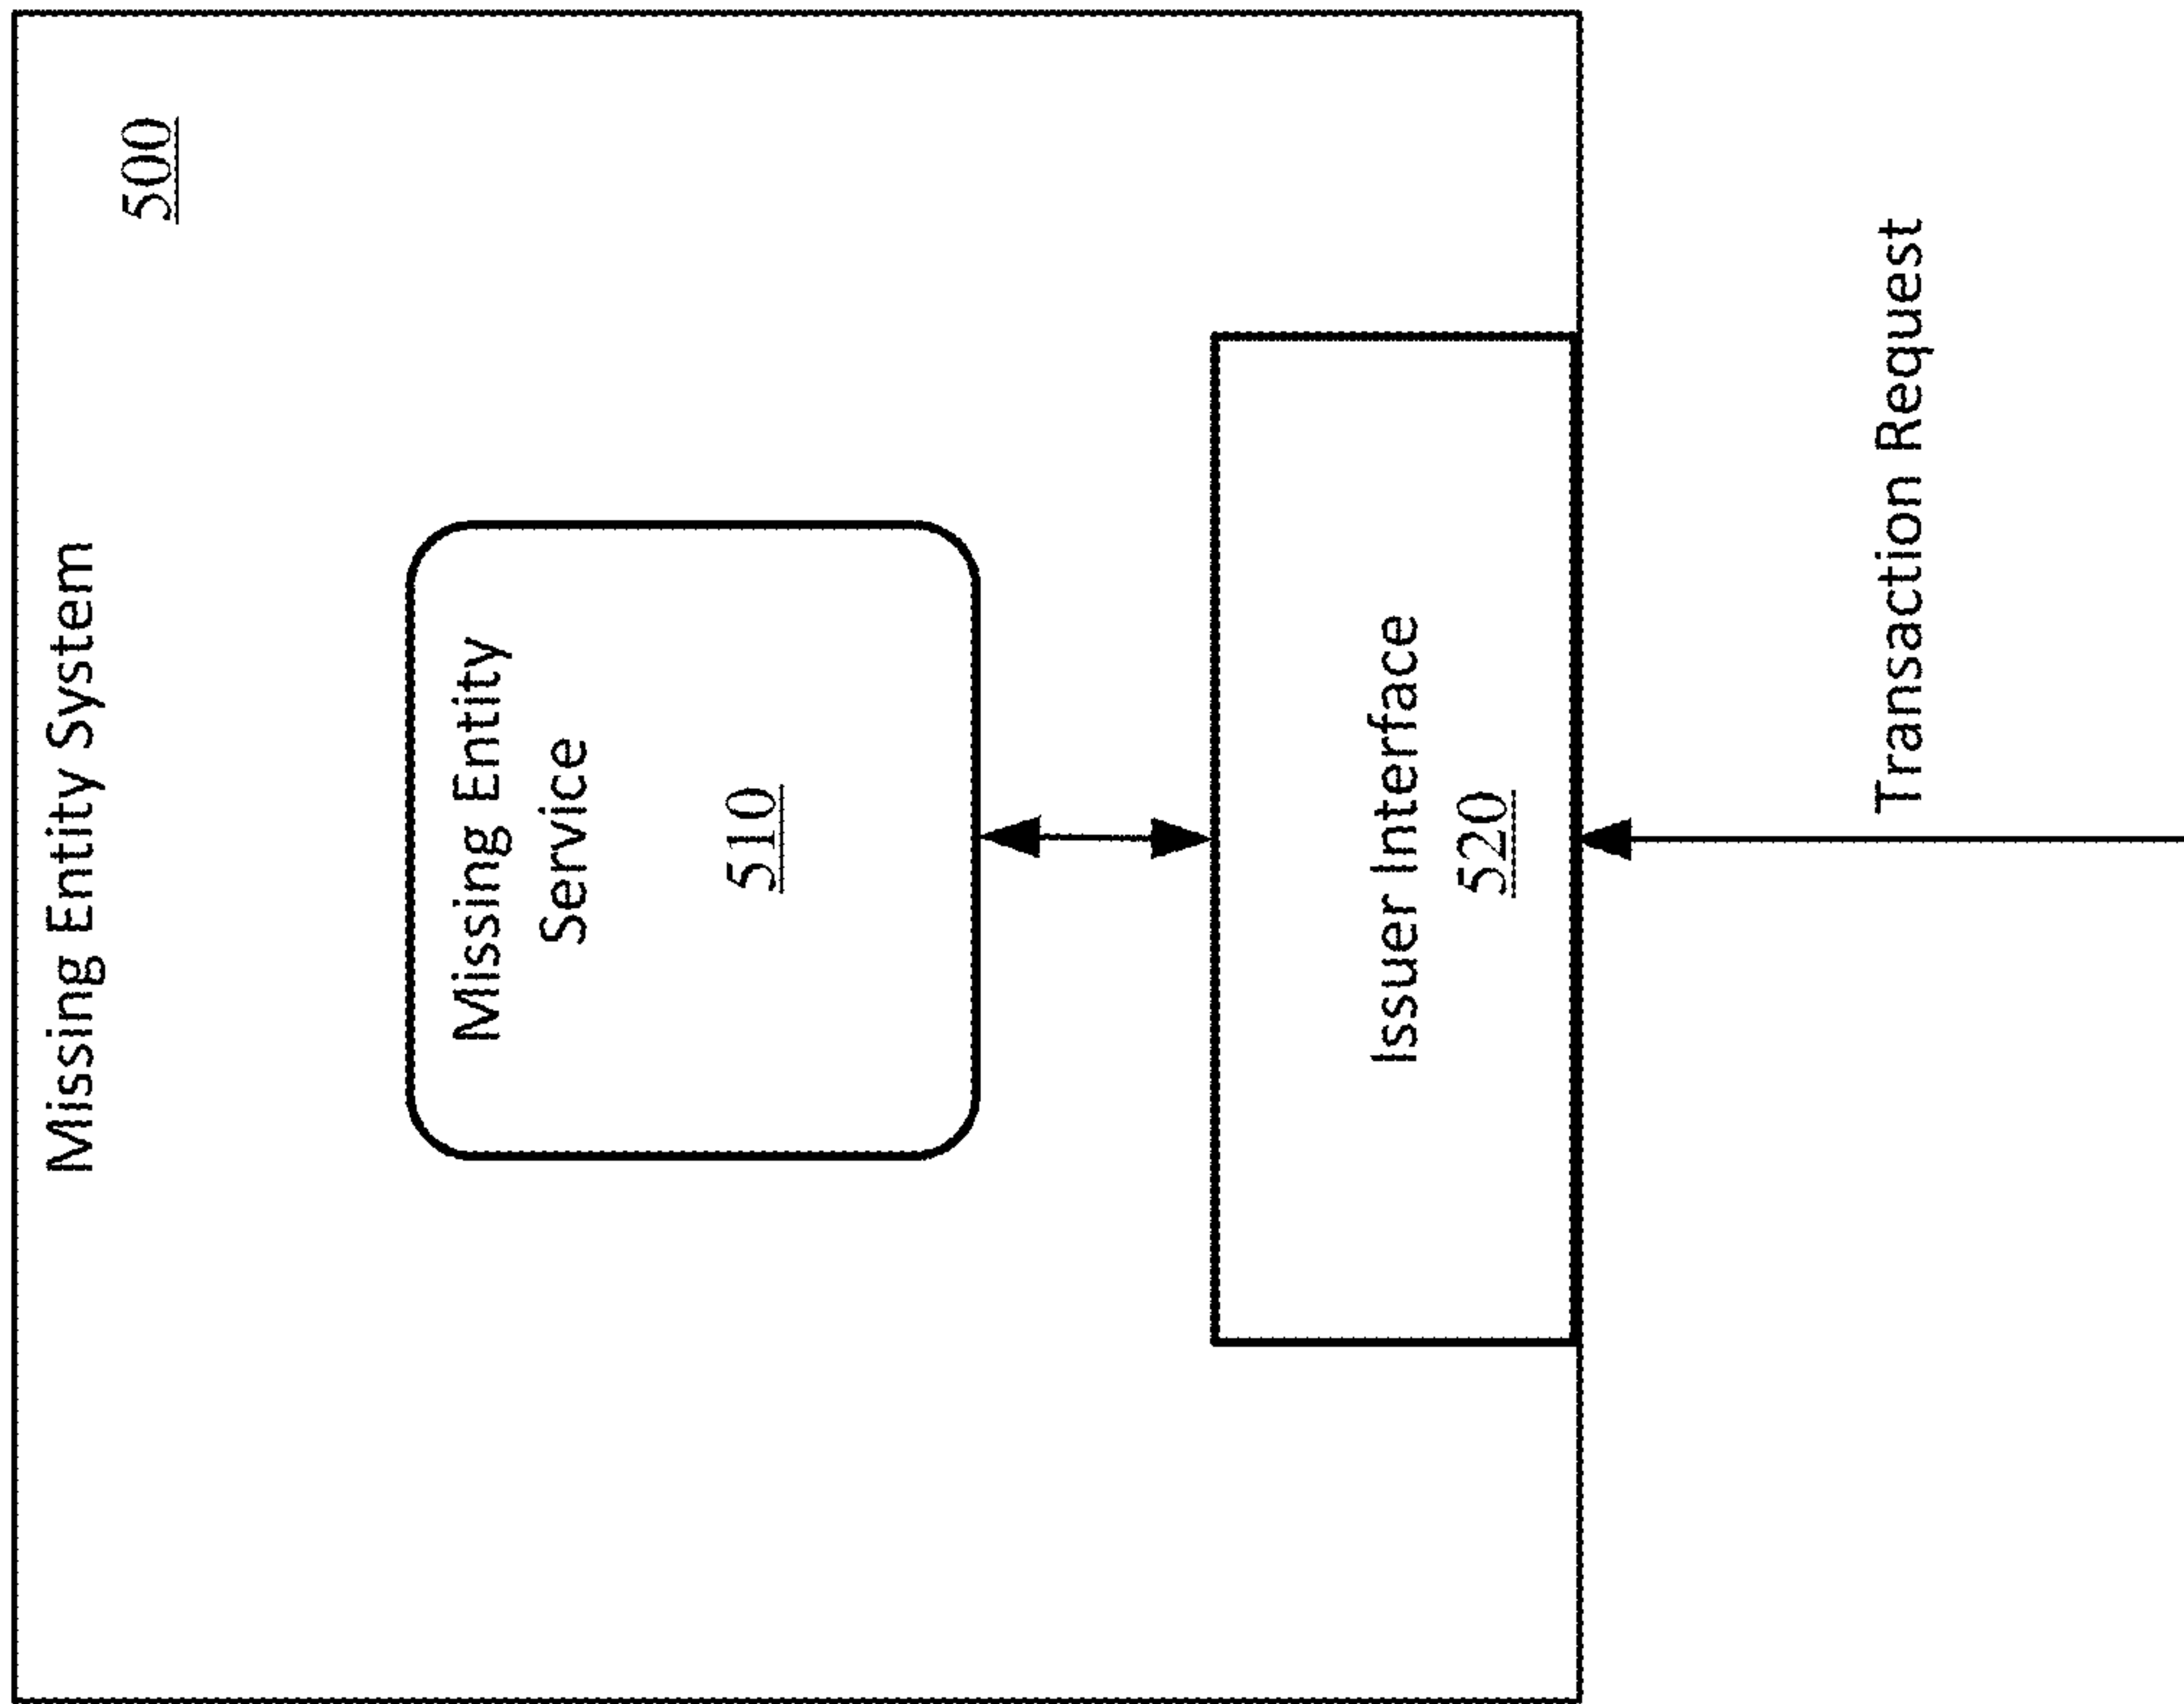 Missing Entity System
500
Missing Entity
Service
510
Issuer Interface
520
Transaction Request